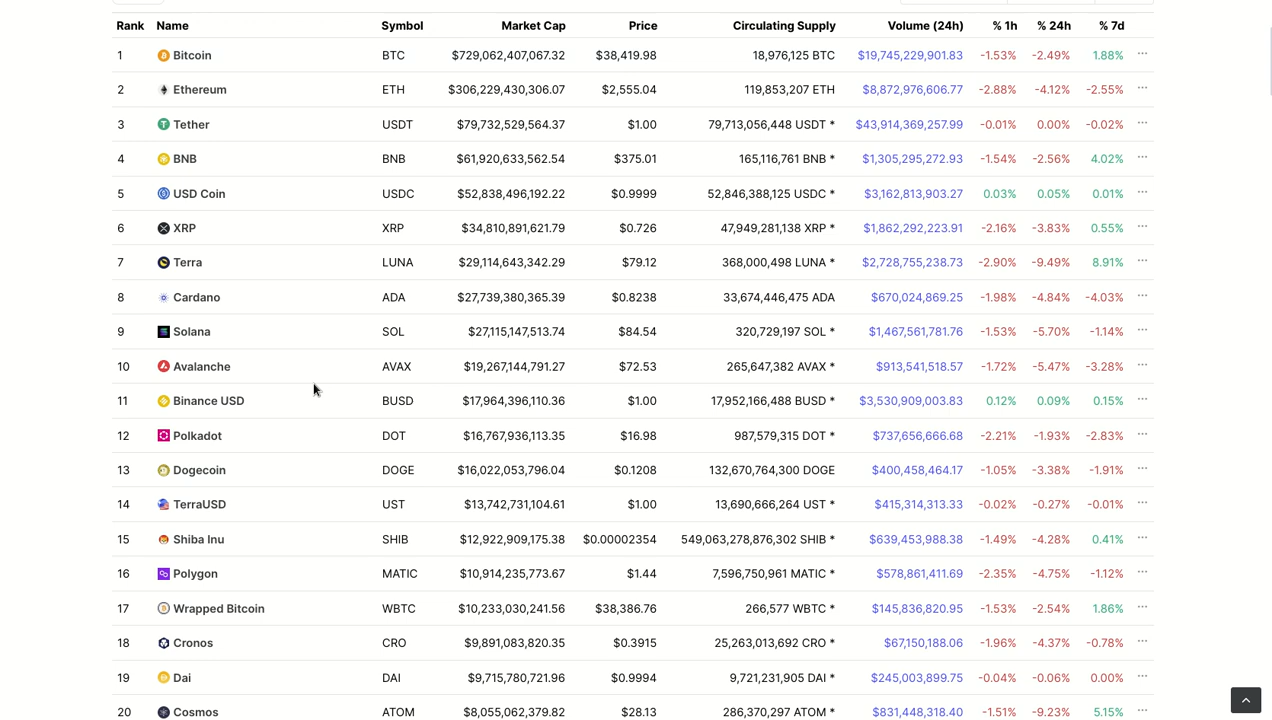 Rank Name Symbol Market Cap Price Circulating Supply Volume (24h) % 1h % 24h % 7d
1 Bitcoin BTC $729,062,407,067.32 $38,419.98 18,976,125 BTC $19,745,229,901.83 -1.53% -2.49% 1.88% ...
2 Ethereum ETH $306,229,430,306.07 $2,555.04 119,853,207 ETH $8,872,976,606.77 -2.88% -4.12% -2.55% ...
3 Tether USDT $79,732,529,564.37 $1.00 79,713,056,448 USDT * $43,914,369,257.99 -0.01% 0.00% -0.02% ...
4 BNB BNB $61,920,633,562.54 $375.01 165,116,761 BNB * $1,305,295,272.93 -1.54% -2.56% 4.02% ...
5 USD Coin USDC $52,838,496,192.22 $0.9999 52,846,388,125 USDC * $3,162,813,903.27 0.03% 0.05% 0.01% ...
6 XRP XRP $34,810,891,621.79 $0.726 47,949,281,138 XRP * $1,862,292,223.91 -2.16% -3.83% 0.55% ...
7 Terra LUNA $29,114,643,342.29 $79.12 368,000,498 LUNA * $2,728,755,238.73 -2.90% -9.49% 8.91% ...
8 Cardano ADA $27,739,380,365.39 $0.8238 33,674,446,475 ADA $670,024,869.25 -1.98% -4.84% -4.03% ...
9 Solana SOL $27,115,147,513.74 $84.54 320,729,197 SOL * $1,467,561,781.76 -1.53% -5.70% -1.14% ...
10 Avalanche AVAX $19,267,144,791.27 $72.53 265,647,382 AVAX * $913,541,518.57 -1.72% -5.47% -3.28% ...
11 Binance USD BUSD $17,964,396,110.36 $1.00 17,952,166,488 BUSD * $3,530,909,003.83 0.12% 0.09% 0.15% ...
12 Polkadot DOT $16,767,936,113.35 $16.98 987,579,315 DOT * $737,656,666.68 -2.21% -1.93% -2.83% ...
13 Dogecoin DOGE $16,022,053,796.04 $0.1208 132,670,764,300 DOGE $400,458,464.17 -1.05% -3.38% -1.91% ...
14 TerraUSD UST $13,742,731,104.61 $1.00 13,690,666,264 UST * $415,314,313.33 -0.02% -0.27% -0.01% ...
15 Shiba Inu SHIB $12,922,909,175.38 $0.00002354 549,063,278,876,302 SHIB * $639,453,988.38 -1.49% -4.28% 0.41% ...
16 Polygon MATIC $10,914,235,773.67 $1.44 7,596,750,961 MATIC * $578,861,411.69 -2.35% -4.75% -1.12% ...
17 Wrapped Bitcoin WBTC $10,233,030,241.56 $38,386.76 266,577 WBTC * $145,836,820.95 -1.53% -2.54% 1.86% ...
18 Cronos CRO $9,891,083,820.35 $0.3915 25,263,013,692 CRO * $67,150,188.06 -1.96% -4.37% -0.78% ...
19 Dai DAI $9,715,780,721.96 $0.9994 9,721,231,905 DAI * $245,003,899.75 -0.04% -0.06% 0.00% ...
20 Cosmos ATOM $8,055,062,379.82 $28.13 286,370,297 ATOM * $831,448,318.40 -1.51% -9.23% 5.15% ...